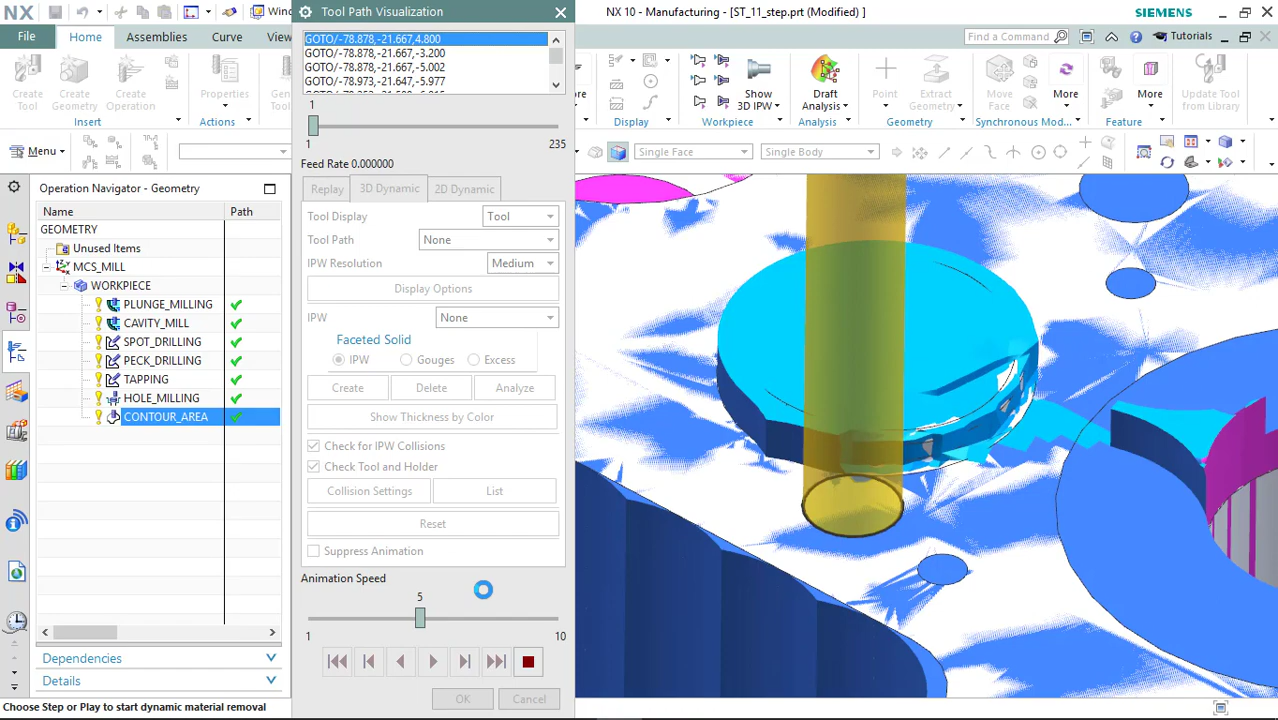 NX
Windo
Tool Path Visualization
NX 10 - Manufacturing - [ST_11_step.prt (Modified) ]
SIEMENS
File
Home
Assemblies
Curve
View
Find a Command
Tutorials
Create
Tool
Create
Geometry
Create
Operation
Properties
Insert
Actions
Show
3D IPW
Draft
Analysis
Point
Extract
Geometry
Move
Face
More
More
Update Tool
from Library
Display
Workpiece
Analysis
Geometry
Synchronous Mod...
Feature
Menu
Single Face
Single Body
GOTO/-78.878,-21.667,4.800
GOTO/-78.878,-21.667,-3.200
GOTO/-78.878,-21.667,-5.002
GOTO/-78.973,-21.647,-5.977
1
1
235
Feed Rate 0.000000
Replay
3D Dynamic
2D Dynamic
Tool Display
Tool
Tool Path
None
IPW Resolution
Medium
Display Options
IPW
None
Faceted Solid
IPW
Gouges
Excess
Create
Delete
Analyze
Show Thickness by Color
Check for IPW Collisions
Check Tool and Holder
Collision Settings
List
Reset
Suppress Animation
Animation Speed
5
1
10
OK
Cancel
Operation Navigator - Geometry
Name
Path
GEOMETRY
Unused Items
MCS_MILL
WORKPIECE
PLUNGE_MILLING
CAVITY_MILL
SPOT_DRILLING
PECK_DRILLING
TAPPING
HOLE_MILLING
CONTOUR_AREA
Dependencies
Details
Choose Step or Play to start dynamic material removal